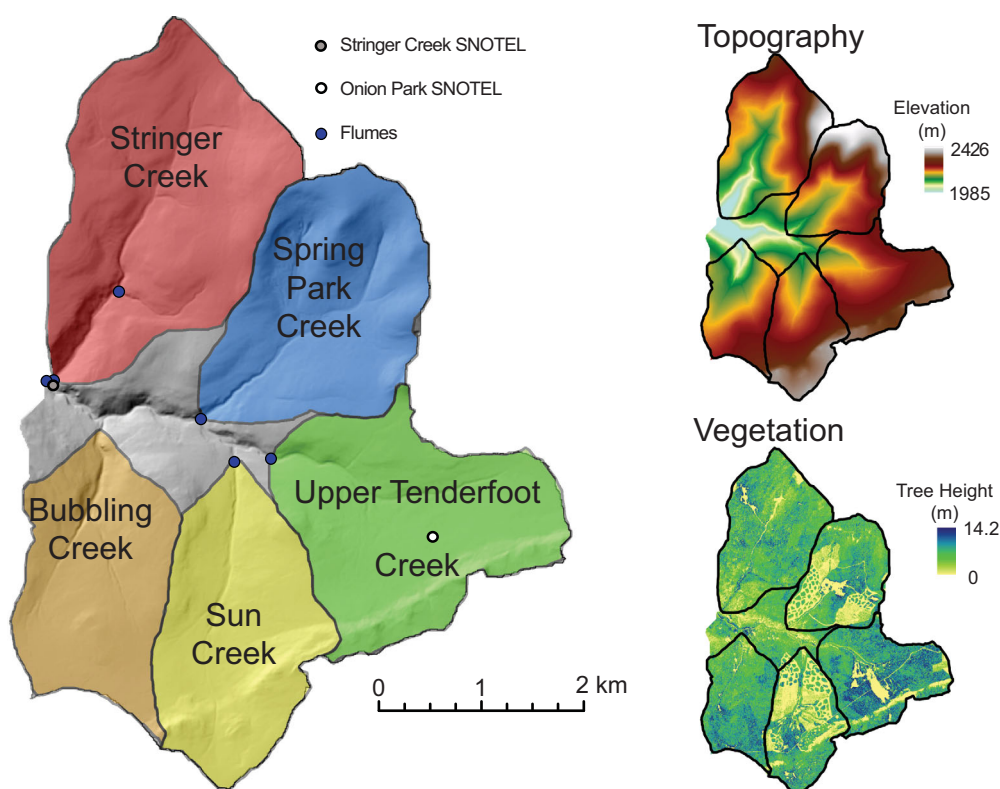 Stringer Creek SNOTEL
Onion Park SNOTEL
Flumes
Stringer
Creek
Spring
Park
Creek
Bubbling
Creek
Sun
Creek
Upper Tenderfoot
Creek
0 1 2 km
Topography
Elevation
(m)
2426
1985
Vegetation
Tree Height
(m)
14.2
0